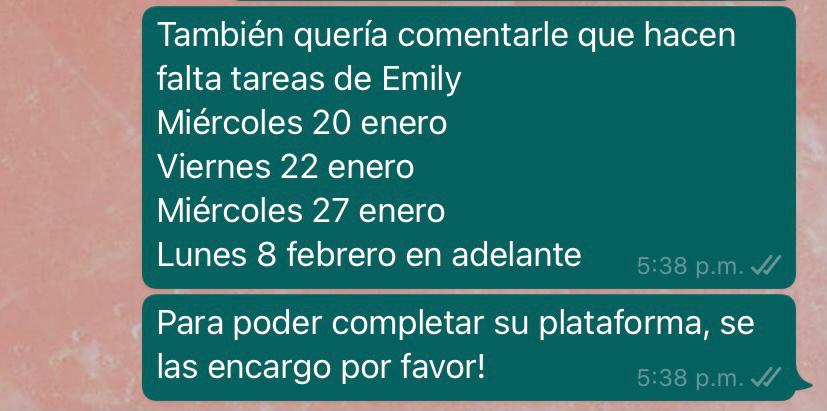 También quería comentarle que hacen
falta tareas de Emily
Miércoles 20 enero
Viernes 22 enero
Miércoles 27 enero
Lunes 8 febrero en adelante
5:38 p.m.
Para poder completar su plataforma, se
las encargo por favor!
5:38 p.m.